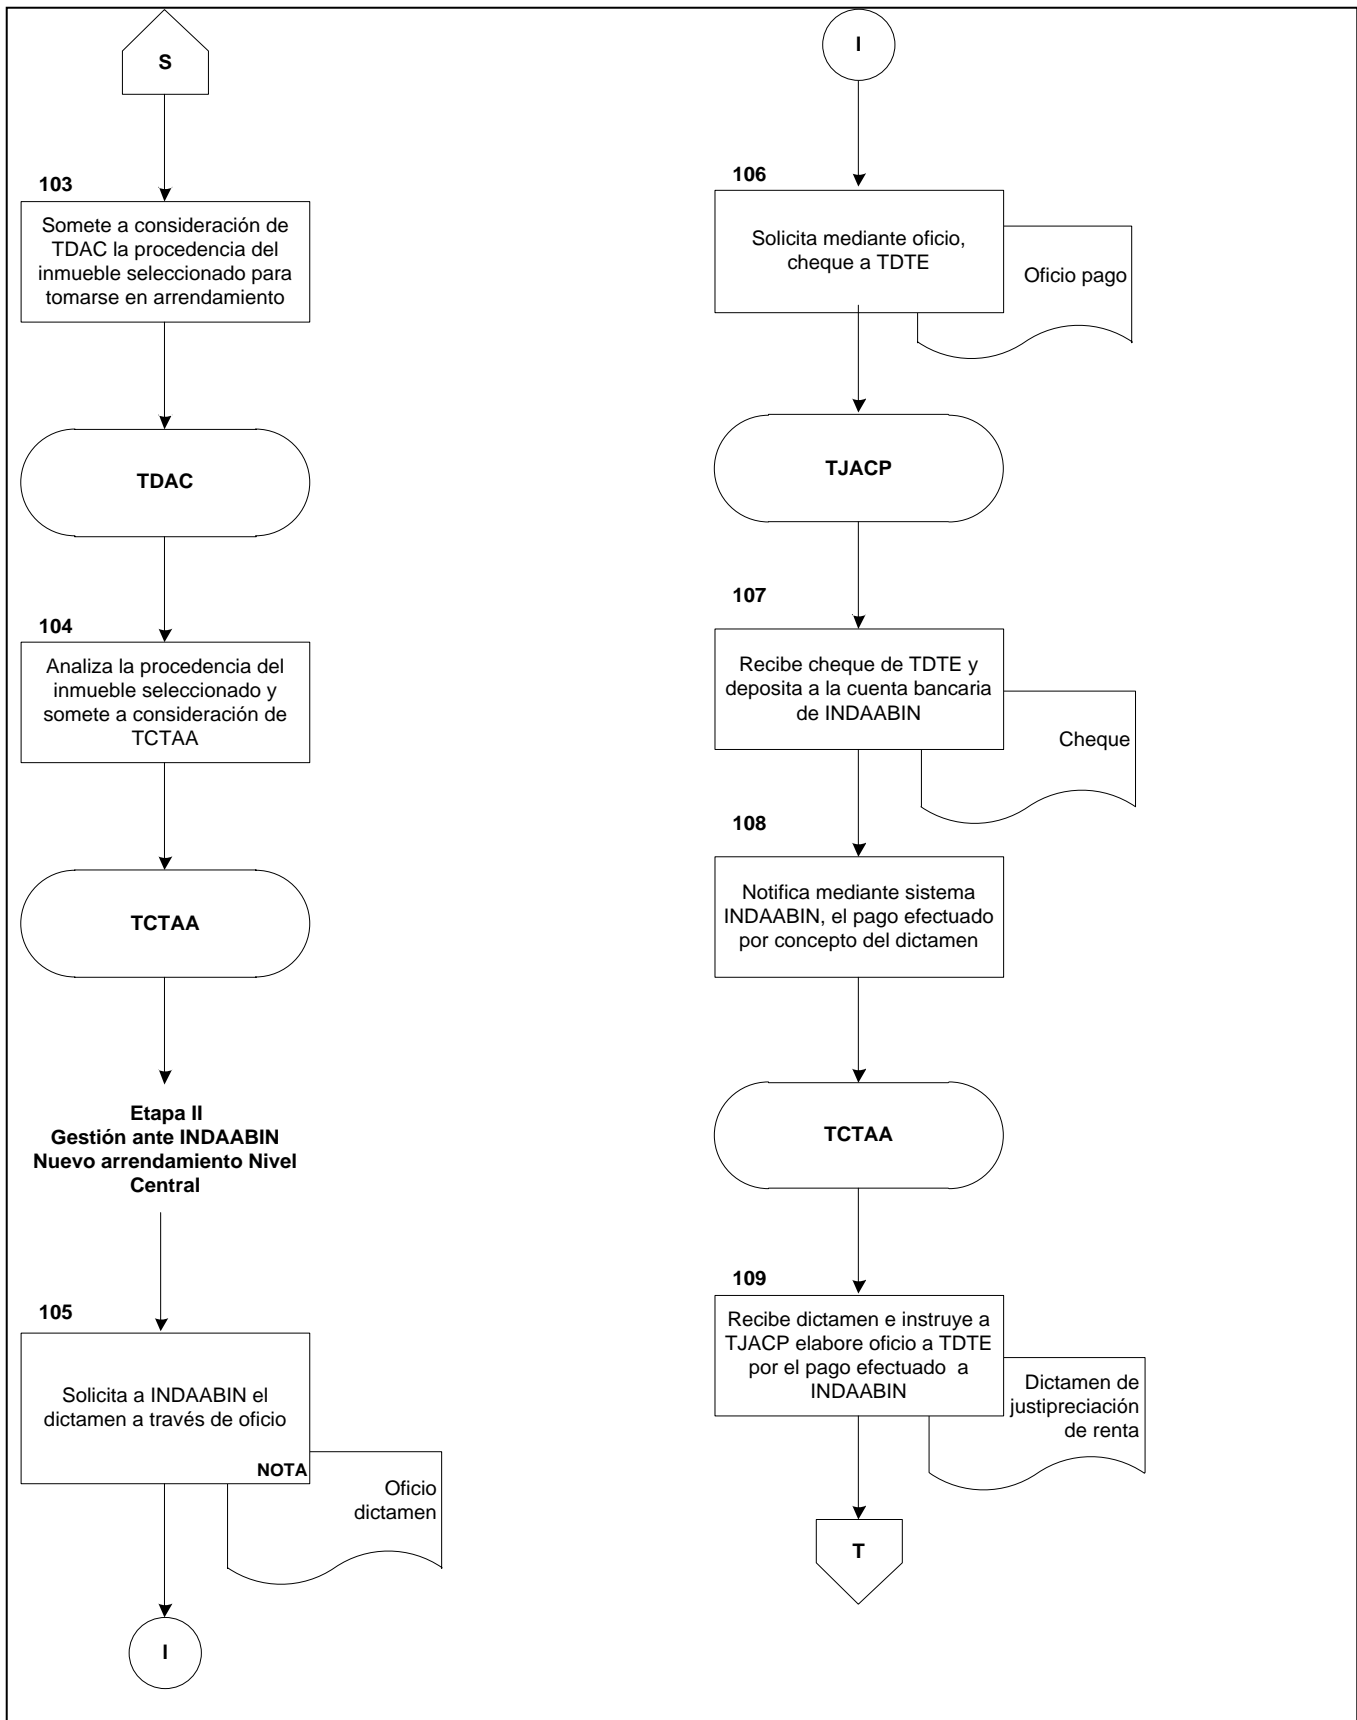 S
103
Somete a consideración de
TDAC la procedencia del
inmueble seleccionado para
tomarse en arrendamiento
TDAC
104
Analiza la procedencia del
inmueble seleccionado y
somete a consideración de
TCTAA
TCTAA
Etapa II
Gestión ante INDAABIN
Nuevo arrendamiento Nivel
Central
105
Solicita a INDAABIN el
dictamen a través de oficio
NOTA
Oficio
dictamen
I
I
106
Solicita mediante oficio,
cheque a TDTE
Oficio pago
TJACP
107
Recibe cheque de TDTE y
deposita a la cuenta bancaria
de INDAABIN
Cheque
108
Notifica mediante sistema
INDAABIN, el pago efectuado
por concepto del dictamen
TCTAA
109
Recibe dictamen e instruye a
TJACP elabore oficio a TDTE
por el pago efectuado a
INDAABIN
Dictamen de
justipreciación
de renta
T